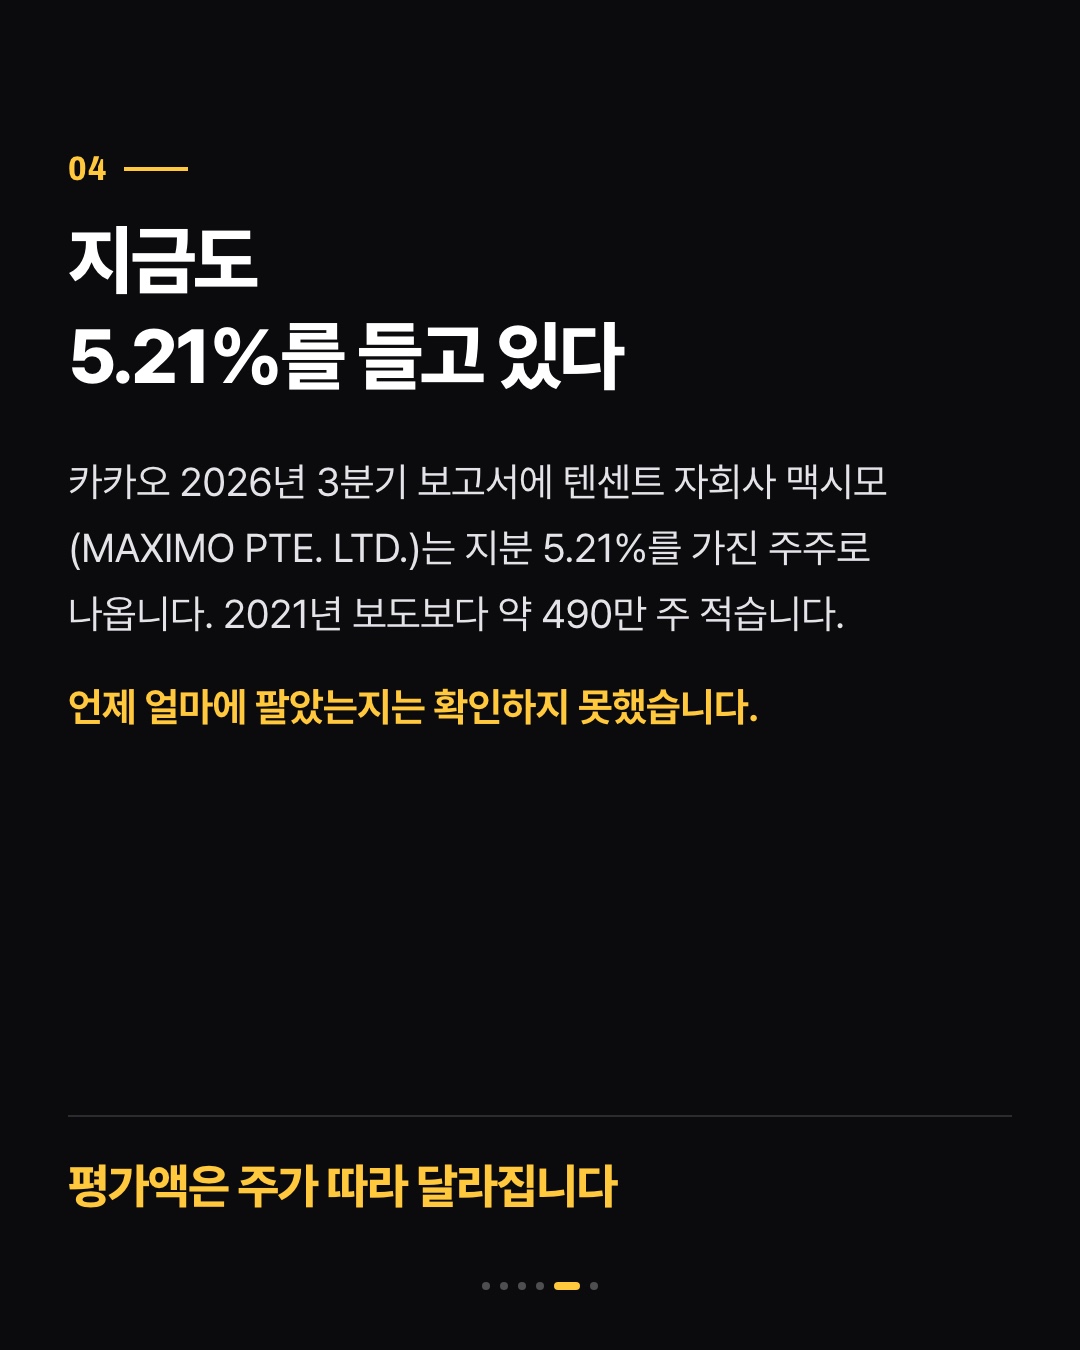 04
지금도
5.21%를 들고 있다
카카오 2026년 3분기 보고서에 텐센트 자회사 맥시모
(MAXIMO PTE. LTD.)는 지분 5.21%를 가진 주주로
나옵니다. 2021년 보도보다 약 490만 주 적습니다.
언제 얼마에 팔았는지는 확인하지 못했습니다.
평가액은 주가 따라 달라집니다